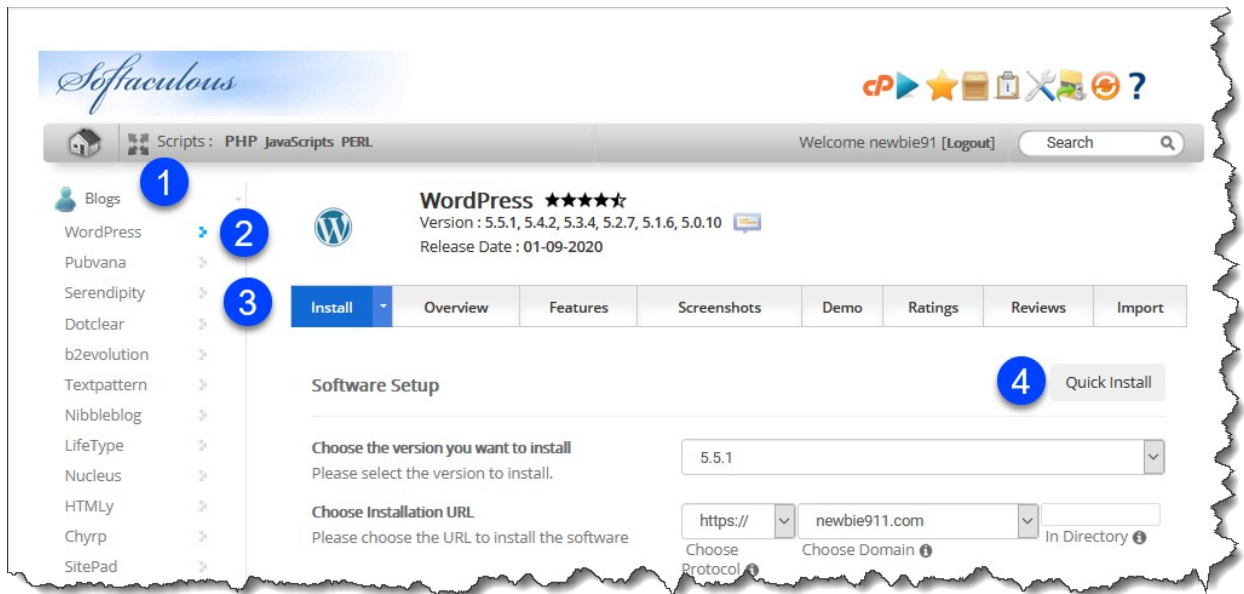 Softaculous
cP ?
Scripts : PHP JavaScripts PERL
Welcome newbie91 [Logout]
Search
1
Blogs
WordPress
2
Pubvana
Serendipity
Dotclear
b2evolution
Textpattern
Nibbleblog
LifeType
Nucleus
HTMLy
Chyrp
SitePad
W
WordPress ★★★★⯪
Version : 5.5.1, 5.4.2, 5.3.4, 5.2.7, 5.1.6, 5.0.10
Release Date : 01-09-2020
3
Install Overview Features Screenshots Demo Ratings Reviews Import
Software Setup
4
Quick Install
Choose the version you want to install
Please select the version to install.
5.5.1
Choose Installation URL
Please choose the URL to install the software
https:// newbie911.com
Choose Protocol
Choose Domain
In Directory